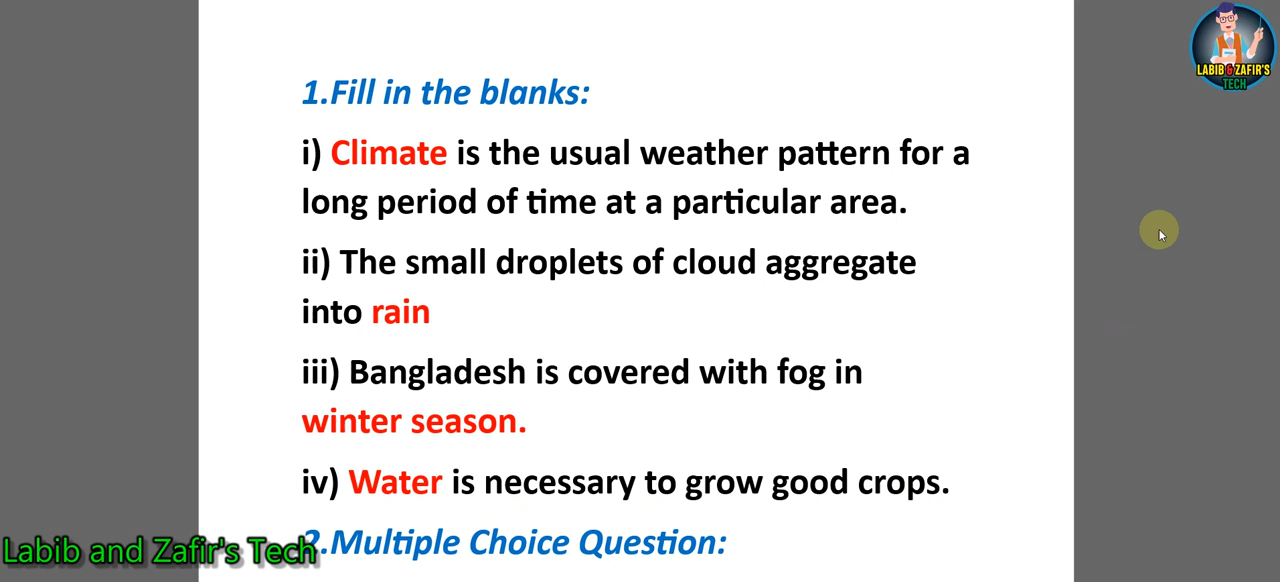 LABIB & ZAFIR'S
TECH
1.Fill in the blanks:
i) Climate is the usual weather pattern for a
long period of time at a particular area.
ii) The small droplets of cloud aggregate
into rain
iii) Bangladesh is covered with fog in
winter season.
iv) Water is necessary to grow good crops.
2.Multiple Choice Question:
Labib and Zafir's Tech